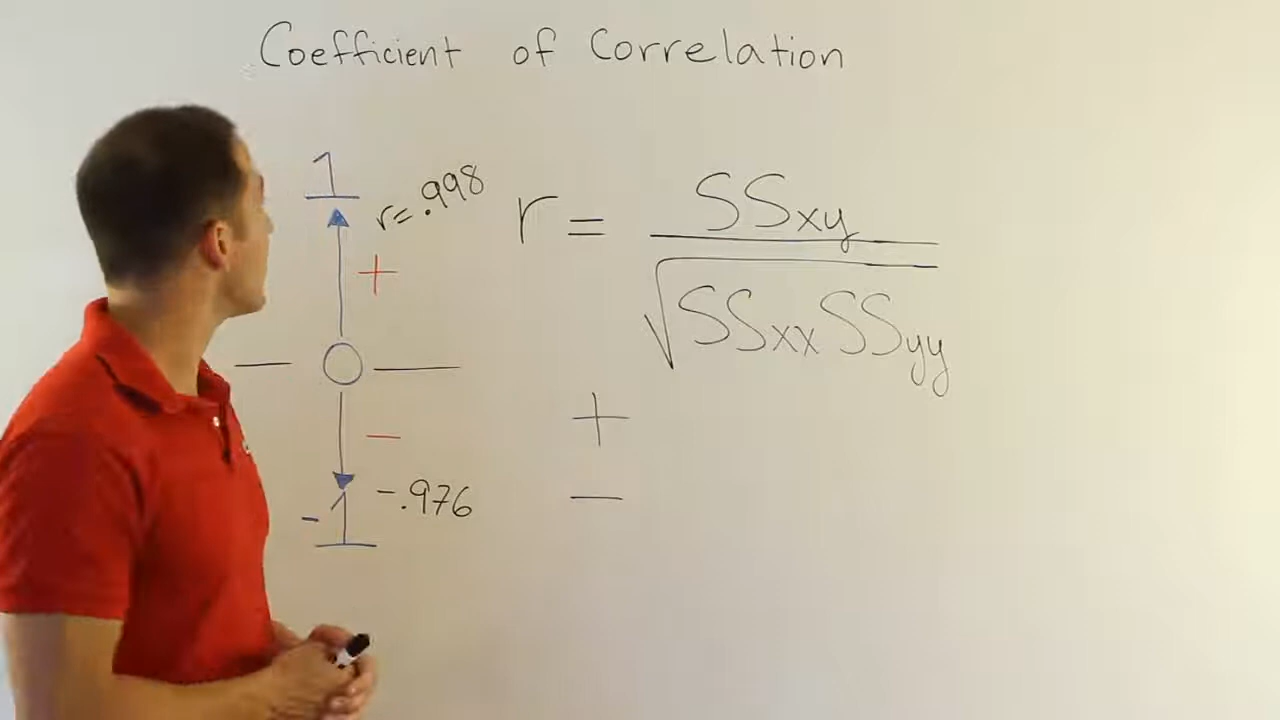 Coefficient of Correlation
1
r=.998
+
0
−
-.976
-1
r = SSxy / √SSxxSSyy
+
−